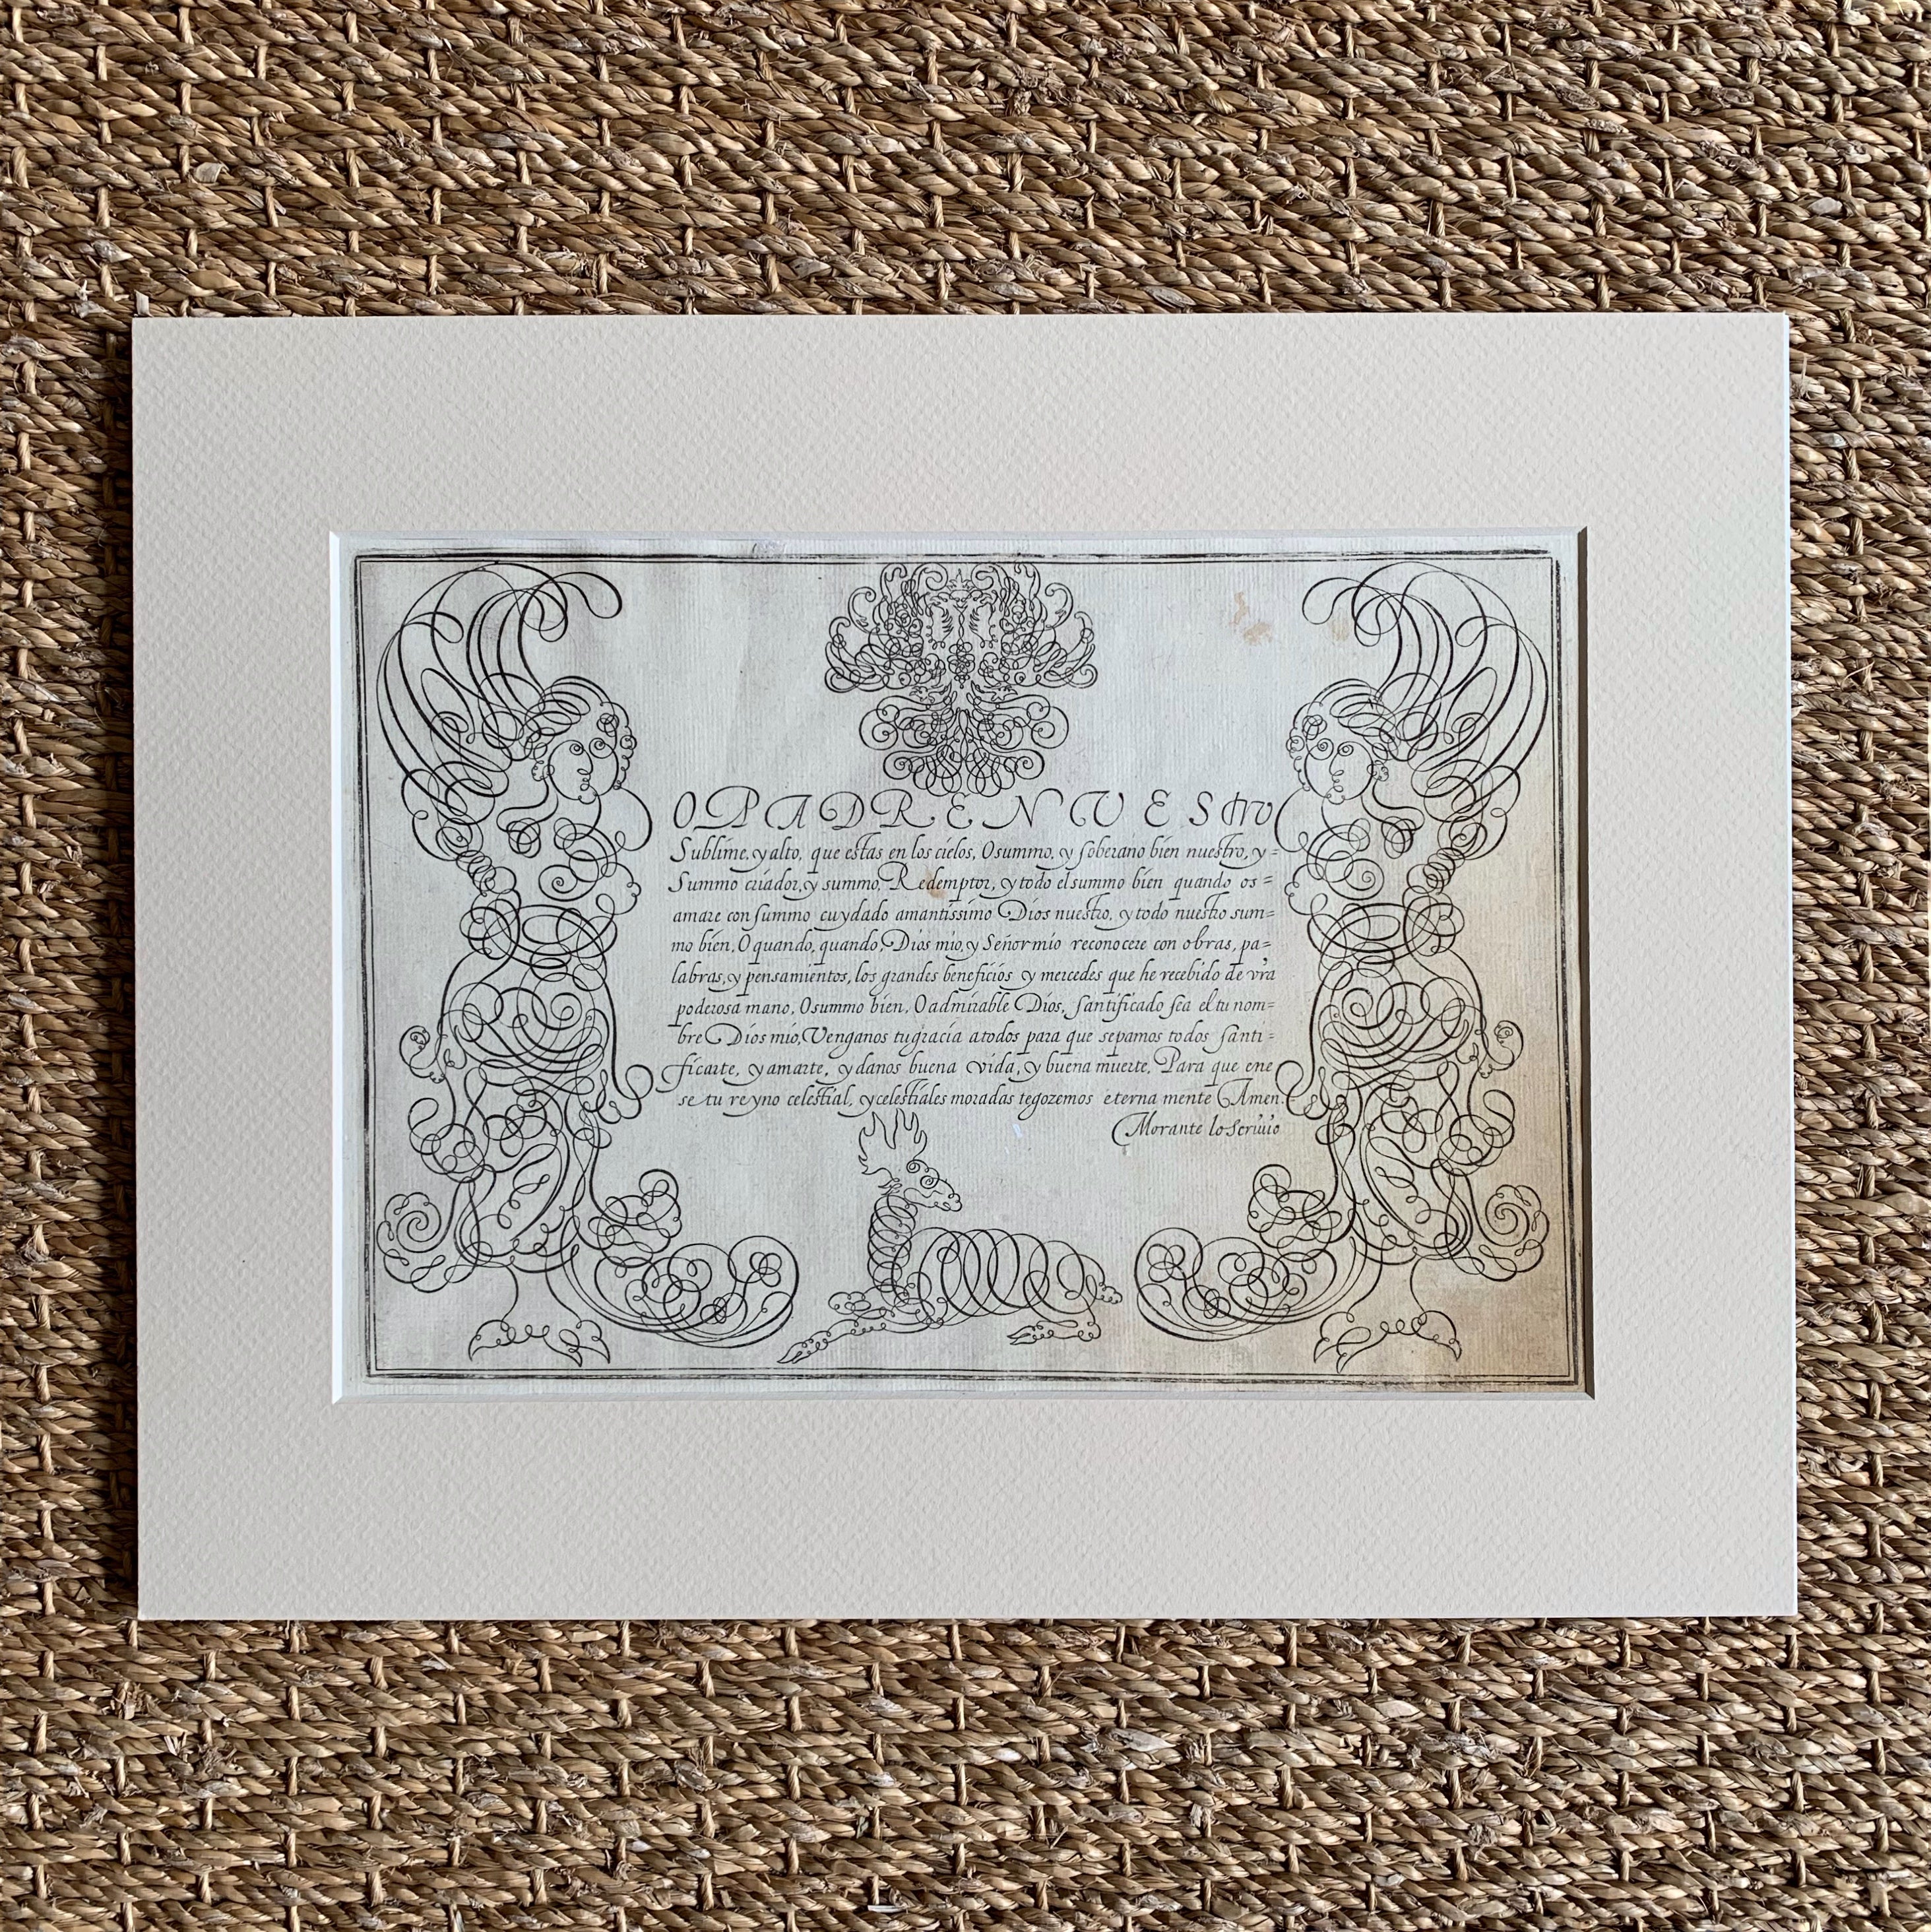 O PADRE NUESTRO
Sublime, y alto, que estas en los cielos, O summo, y soberano bien nuestro, y=
Summo criador, y summo, Redemptor, y todo el summo bien quando os=
amare con summo cuydado amantissimo Dios nuestro, y todo nuestro sum=
mo bien, O quando, quando, Dios mio, y Señor mio reconocere con obras, pa=
labras, y pensamientos, los grandes beneficios y mercedes que he recebido de vra
poderosa mano, O summo bien, O admirable Dios, santificado sea el tu nom=
bre Dios mio, Venganos tu gracia a todos para que sepamos todos santi=
ficarte, y amarte, y danos buena vida, y buena muerte, Para que ene
se tu reyno celestial, y celestiales moradas te gozemos eterna mente Amen.
Morante lo scriuio